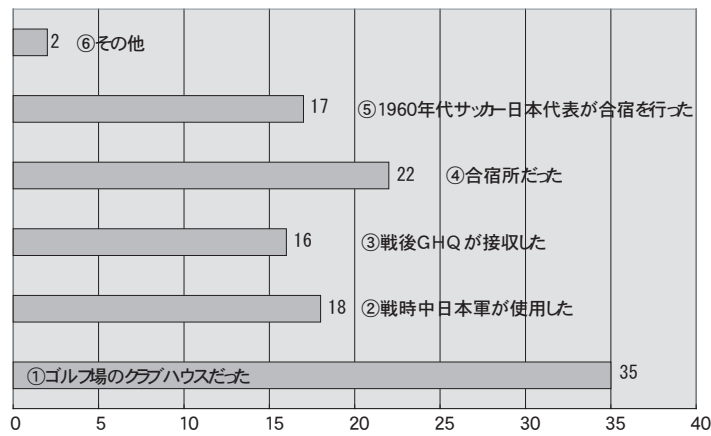 2 ⑥その他
17 ⑤1960年代サッカー日本代表が合宿を行った
22 ④合宿所だった
16 ③戦後GHQが接収した
18 ②戦時中日本軍が使用した
①ゴルフ場のクラブハウスだった 35
0 5 10 15 20 25 30 35 40